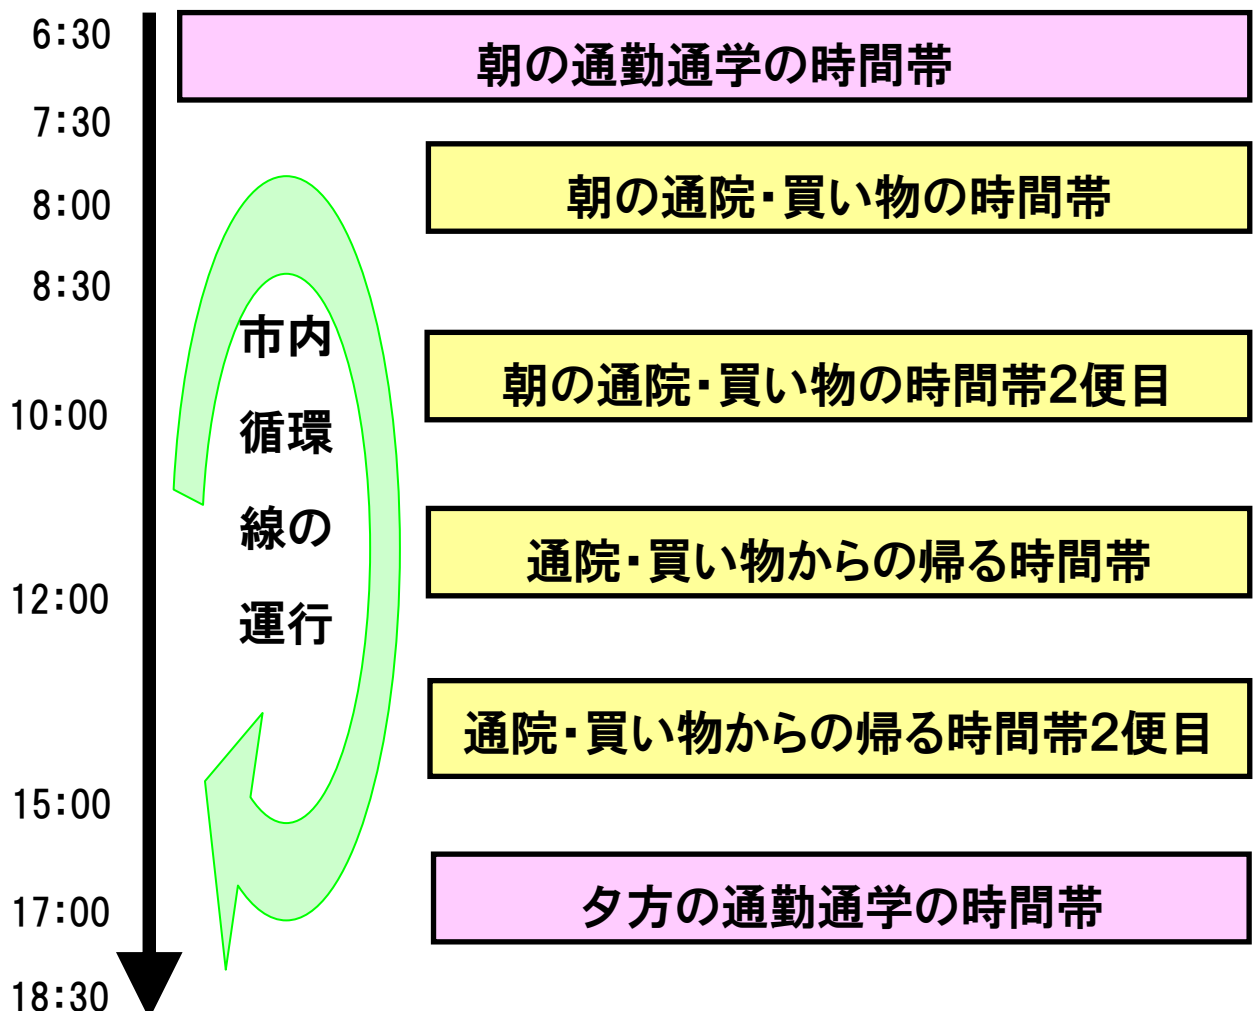 6:30
朝の通勤通学の時間帯
7:30
朝の通院・買い物の時間帯
8:00
8:30
市内
循環
線の
運行
朝の通院・買い物の時間帯2便目
10:00
通院・買い物からの帰る時間帯
12:00
通院・買い物からの帰る時間帯2便目
15:00
夕方の通勤通学の時間帯
17:00
18:30